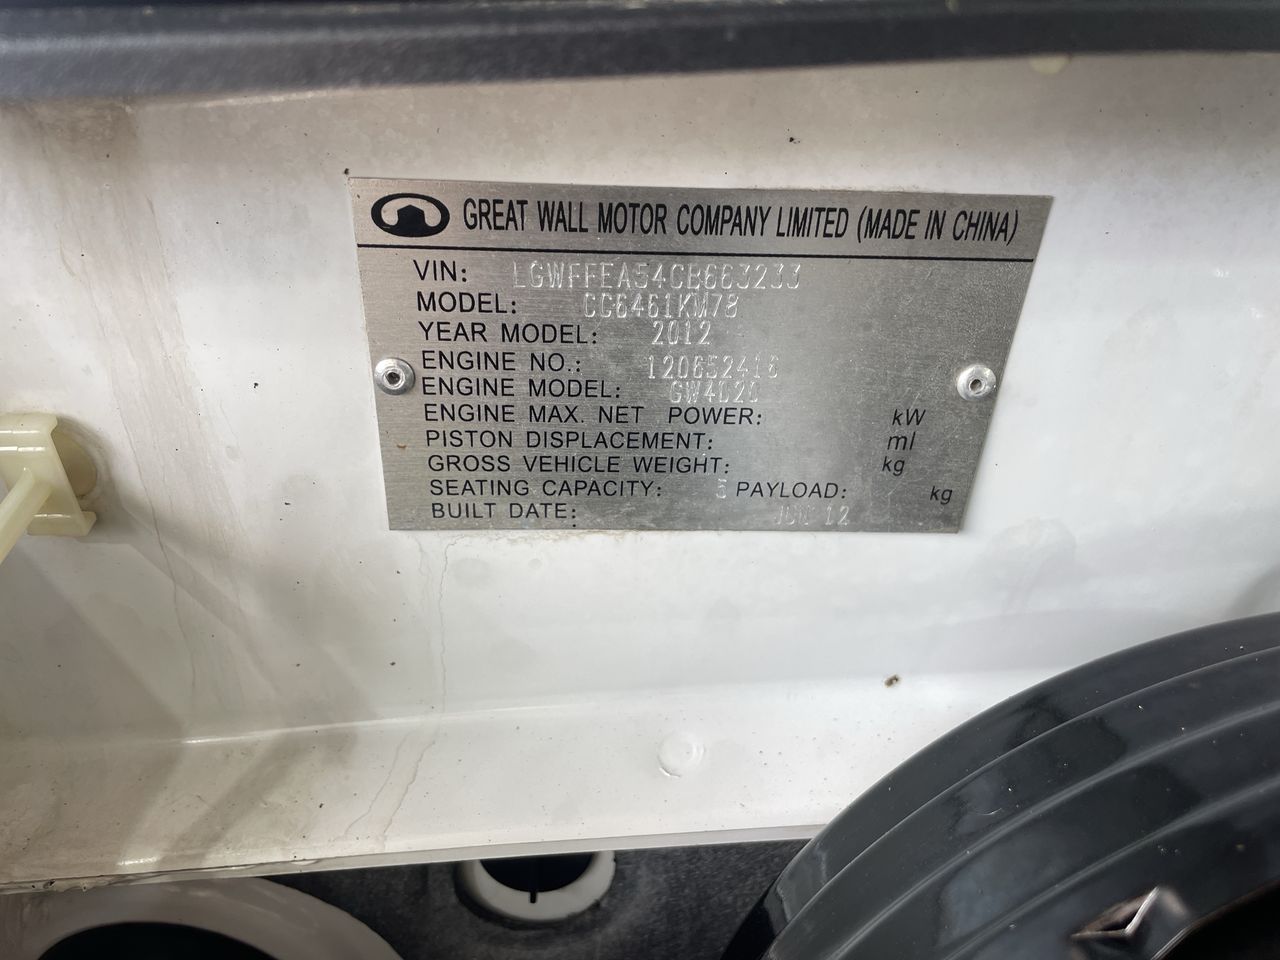 GREAT WALL MOTOR COMPANY LIMITED (MADE IN CHINA)
VIN: LGWFFEA54CB663233
MODEL: CC6461KM78
YEAR MODEL: 2012
ENGINE NO.: 120652416
ENGINE MODEL: GW4D20
ENGINE MAX. NET POWER: kW
PISTON DISPLACEMENT: ml
GROSS VEHICLE WEIGHT: kg
SEATING CAPACITY: 5 PAYLOAD: kg
BUILT DATE: 12